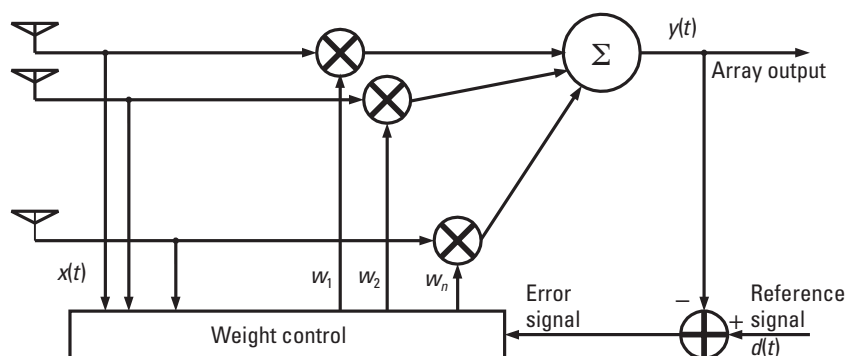 Σ
y(t)
Array output
x(t)
w1
w2
wn
Error
signal
−
+
Reference
signal
d(t)
Weight control